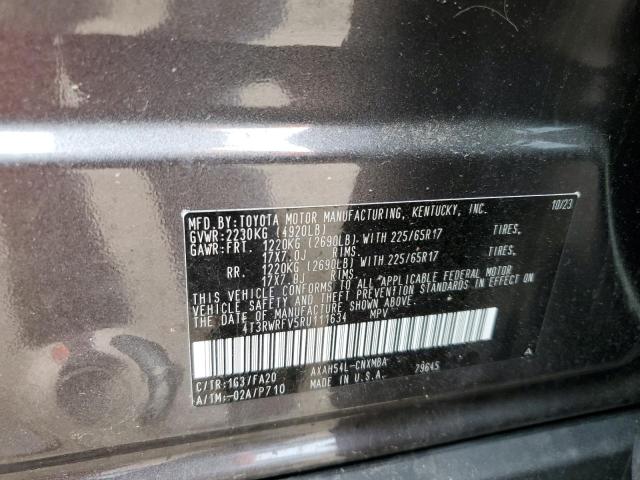 MFD.BY:TOYOTA MOTOR MANUFACTURING, KENTUCKY, INC. 10/23
GVWR:2230KG (4920LB)
GAWR:FRT. 1220KG (2690LB) WITH 225/65R17 TIRES,
17X7.0J RIMS.
RR. 1220KG (2690LB) WITH 225/65R17 TIRES,
17X7.0J RIMS.
THIS VEHICLE CONFORMS TO ALL APPLICABLE FEDERAL MOTOR
VEHICLE SAFETY AND THEFT PREVENTION STANDARDS IN EFFECT
ON THE DATE OF MANUFACTURE SHOWN ABOVE.
4T3RWRFV5RU111634 MPV
C/TR:1G3/FA20 AXAH54L-CNXMBA 79645
A/TM:-02A/P710 MADE IN U.S.A. A